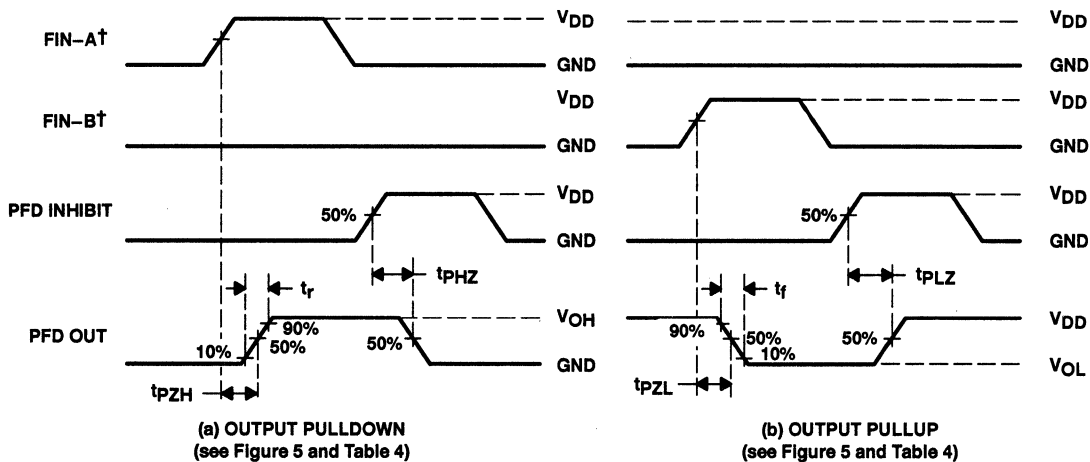 FIN–A†
VDD
GND
VDD
GND
FIN–B†
VDD
GND
VDD
GND
PFD INHIBIT
50%
VDD
GND
50%
VDD
GND
tPHZ
tr
tPLZ
tf
PFD OUT
10%
90%
50%
50%
VOH
GND
90%
50%
10%
50%
VDD
VOL
tPZH
tPZL
(a) OUTPUT PULLDOWN
(see Figure 5 and Table 4)
(b) OUTPUT PULLUP
(see Figure 5 and Table 4)